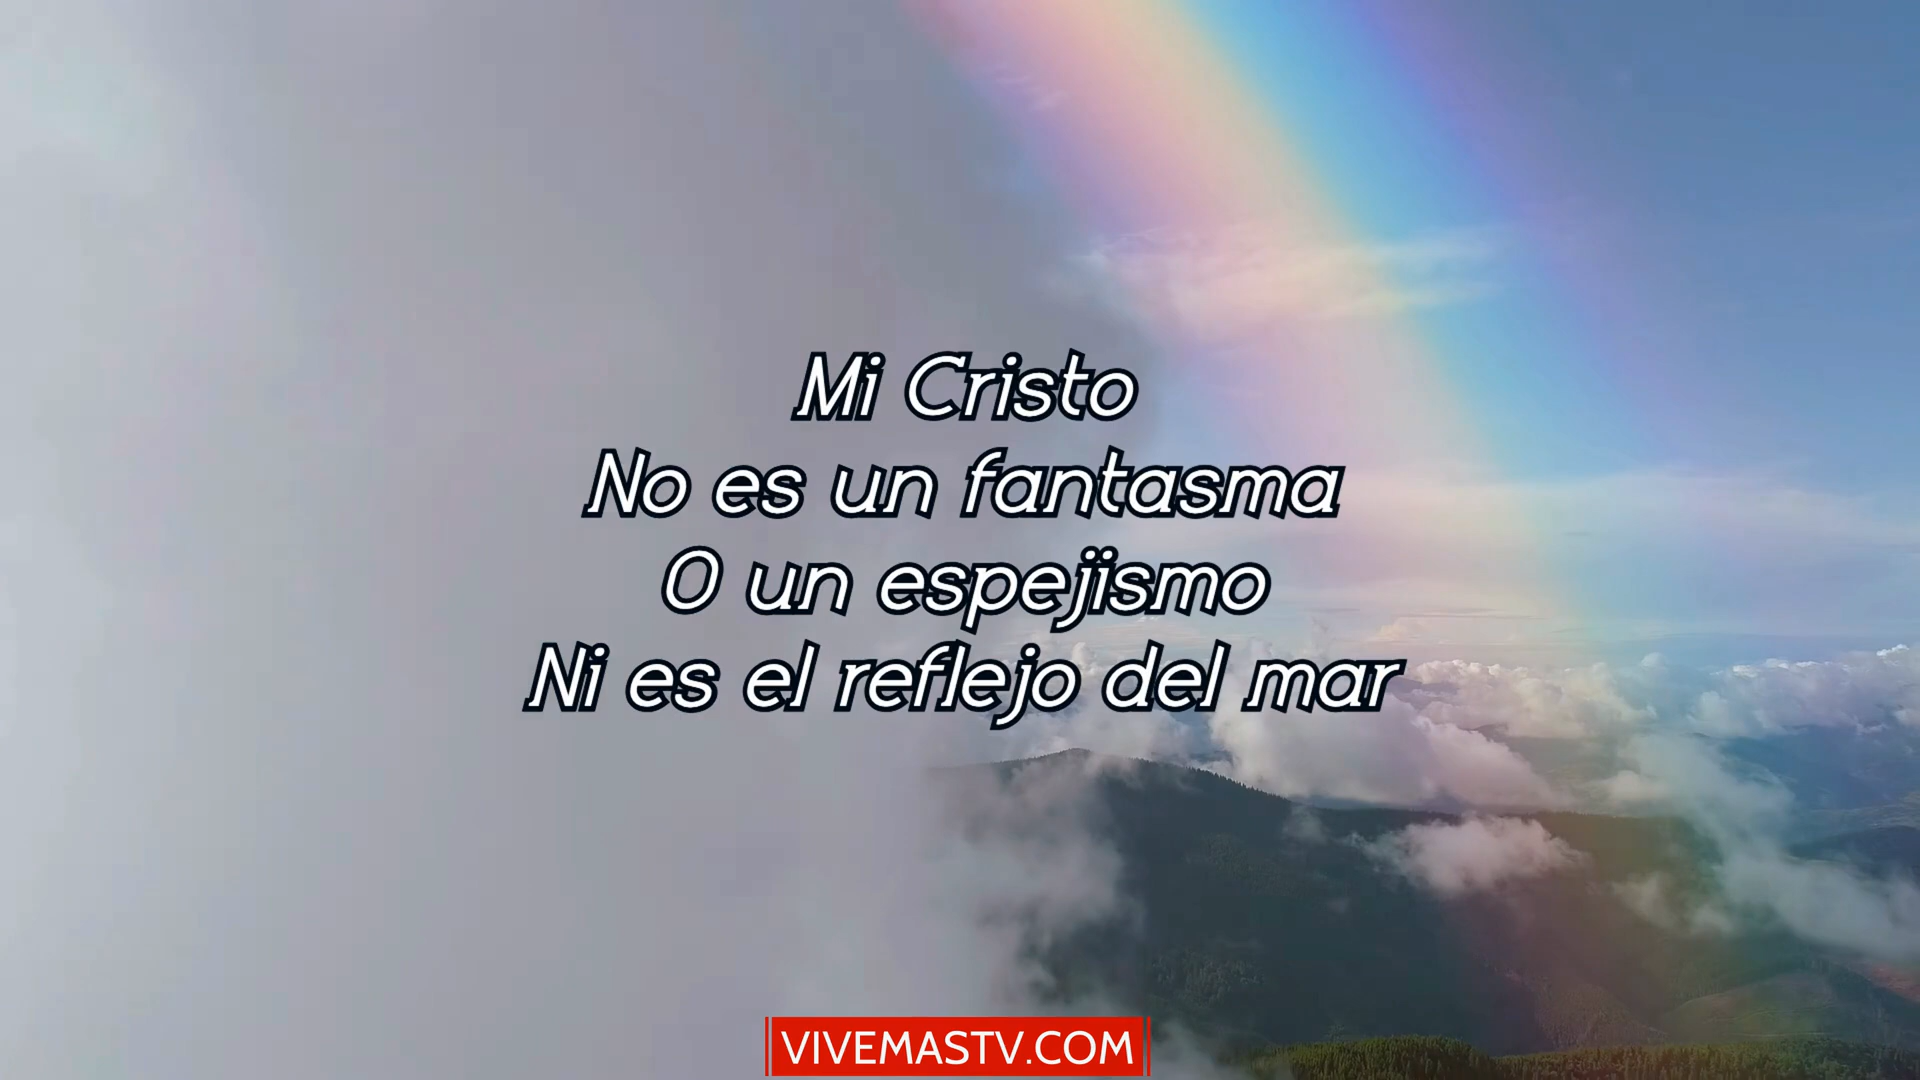 Mi Cristo
No es un fantasma
O un espejismo
Ni es el reflejo del mar
VIVEMASTV.COM